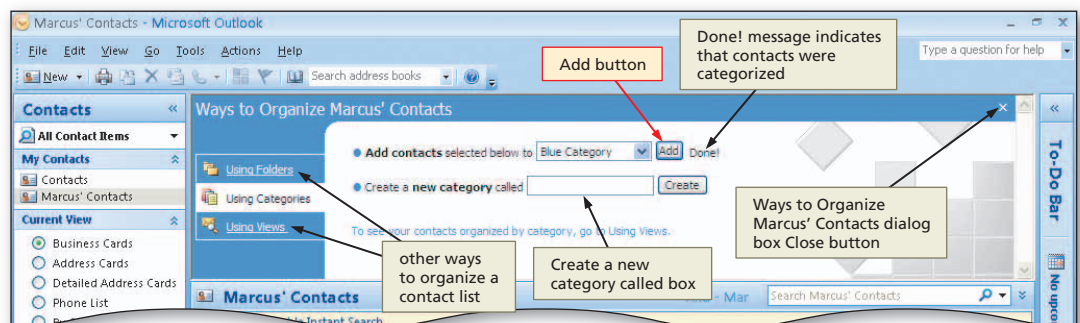 Marcus' Contacts - Microsoft Outlook
File Edit View Go Tools Actions Help
Type a question for help
New
Search address books
Add button
Done! message indicates
that contacts were
categorized
Contacts
All Contact Items
My Contacts
Contacts
Marcus' Contacts
Current View
Business Cards
Address Cards
Detailed Address Cards
Phone List
Ways to Organize Marcus' Contacts
Using Folders
Using Categories
Using Views
Add contacts selected below to Blue Category Add Done!
Create a new category called Create
To see your contacts organized by category, go to Using Views.
other ways
to organize a
contact list
Create a new
category called box
Ways to Organize
Marcus' Contacts dialog
box Close button
Marcus' Contacts
- Mar
Search Marcus' Contacts
Instant Search
To-Do Bar
No upco